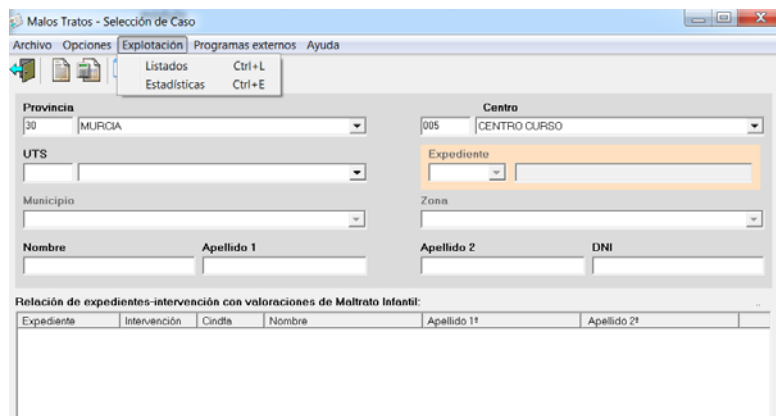 Malos Tratos - Selección de Caso
Archivo Opciones Explotación Programas externos Ayuda
Listados Ctrl+L
Estadísticas Ctrl+E
Provincia Centro
30 MURCIA 005 CENTRO CURSO
UTS Expediente
Municipio Zona
Nombre Apellido 1 Apellido 2 DNI
Relación de expedientes-intervención con valoraciones de Maltrato Infantil:
Expediente Intervención Cindta Nombre Apellido 1º Apellido 2º